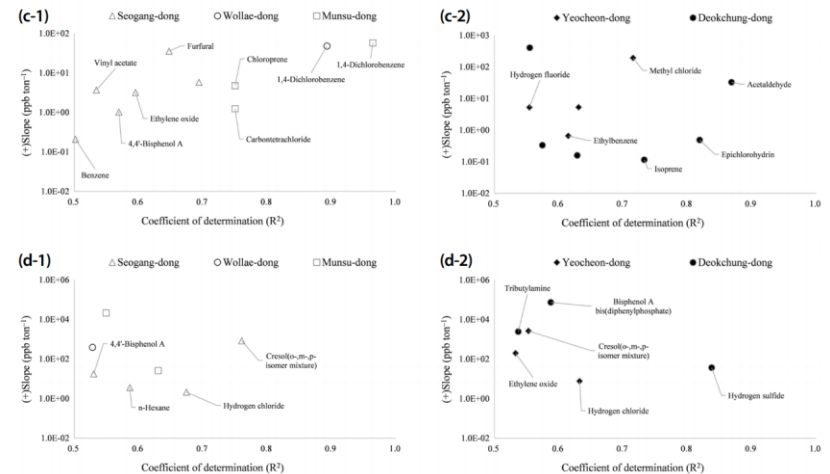 (c-1)
△Seogang-dong
○Wollae-dong
□Munsu-dong
1.0E+02
1.0E+01
1.0E+00
1.0E-01
1.0E-02
(+)Slope (ppb ton⁻¹)
Furfural
Vinyl acetate
Chloroprene
1,4-Dichlorobenzene
1,4-Dichlorobenzene
Ethylene oxide
4,4'-Bisphenol A
Carbontetrachloride
Benzene
0.5 0.6 0.7 0.8 0.9 1.0
Coefficient of determination (R²)
(c-2)
◆Yeocheon-dong
●Deokchung-dong
1.0E+03
1.0E+01
1.0E+00
1.0E-01
1.0E-02
(+)Slope (ppb ton⁻¹)
Hydrogen fluoride
Methyl chloride
Acetaldehyde
Ethylbenzene
Epichlorohydrin
Isoprene
0.5 0.6 0.7 0.8 0.9 1.0
Coefficient of determination (R²)
(d-1)
△Seogang-dong
○Wollae-dong
□Munsu-dong
1.0E+06
1.0E+04
1.0E+02
1.0E+00
1.0E-02
(+)Slope (ppb ton⁻¹)
4,4'-Bisphenol A
Cresol(o-,m-,p-
isomer mixture)
n-Hexane
Hydrogen chloride
0.5 0.6 0.7 0.8 0.9 1.0
Coefficient of determination (R²)
(d-2)
◆Yeocheon-dong
●Deokchung-dong
1.0E+06
1.0E+04
1.0E+02
1.0E+00
1.0E-02
(+)Slope (ppb ton⁻¹)
Tributylamine
Bisphenol A
bis(diphenylphosphate)
Cresol(o-,m-,p-
isomer mixture)
Ethylene oxide
Hydrogen chloride
Hydrogen sulfide
0.5 0.6 0.7 0.8 0.9 1.0
Coefficient of determination (R²)